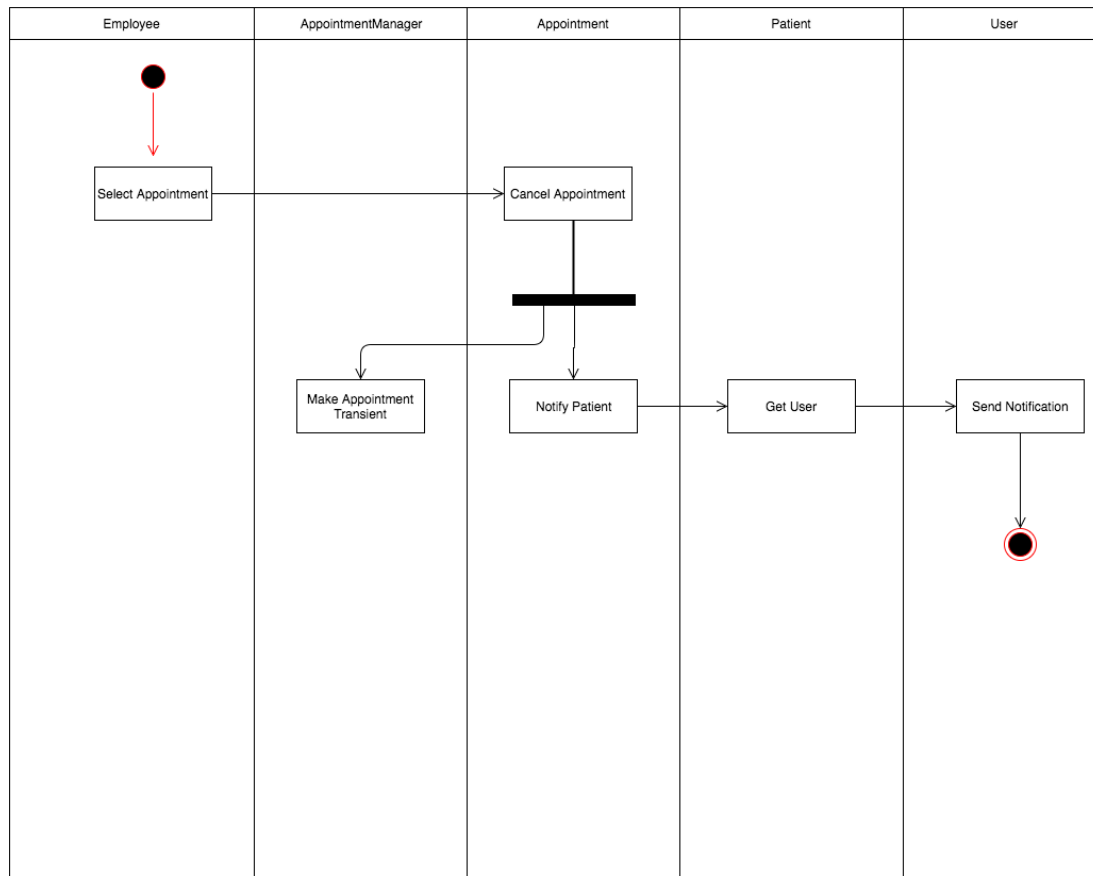 Employee
AppointmentManager
Appointment
Patient
User
Select Appointment
Cancel Appointment
Make Appointment
Transient
Notify Patient
Get User
Send Notification